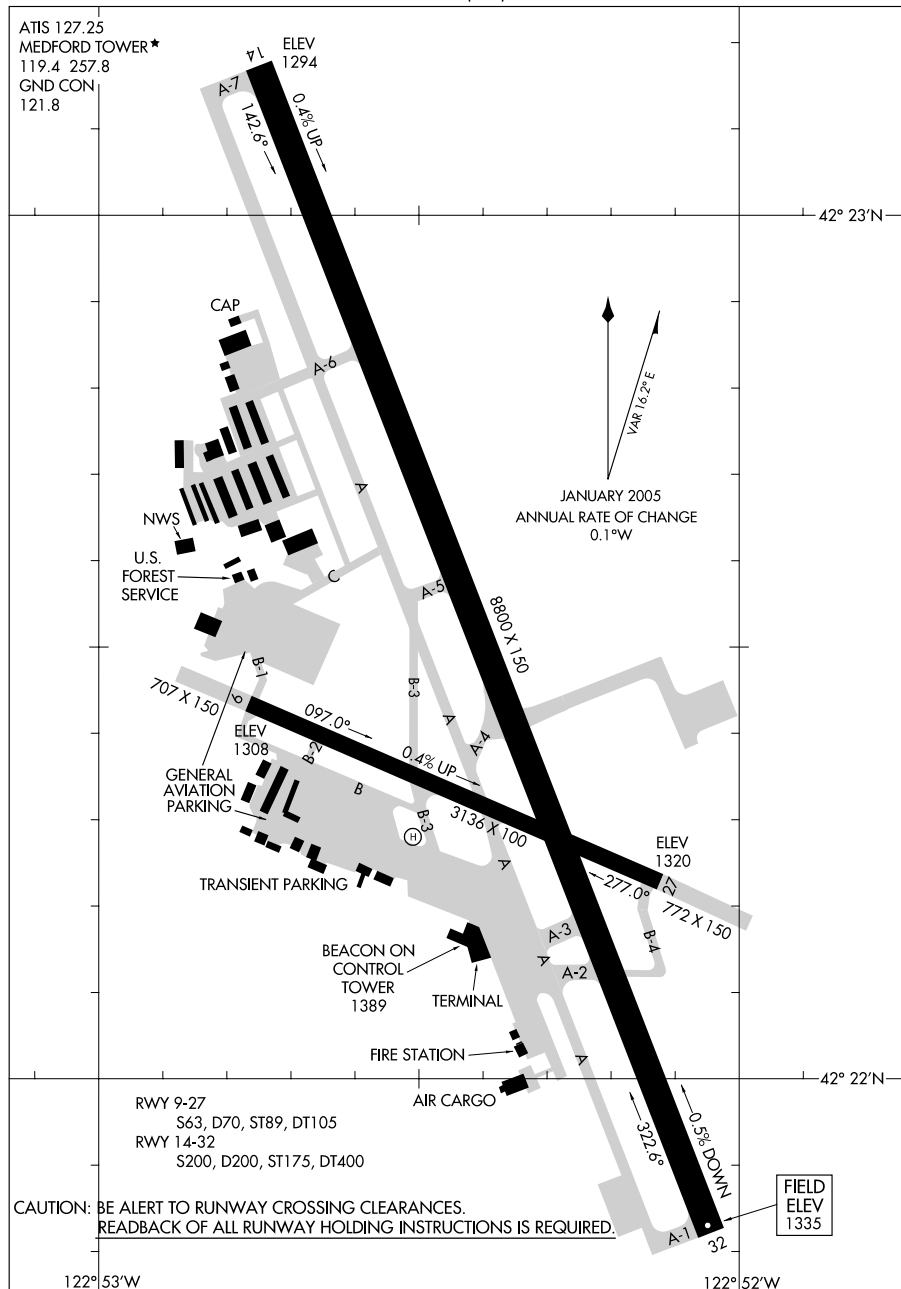 ATIS 127.25
MEDFORD TOWER★
119.4 257.8
GND CON
121.8
14
ELEV
1294
A-7
142.6°
0.4% UP
42° 23'N
CAP
A-6
VAR 16.2° E
JANUARY 2005
ANNUAL RATE OF CHANGE
0.1°W
A
NWS
U.S.
FOREST
SERVICE
C
A-5
8800 X 150
B-1
B-3
707 X 150
9
097.0°
A
A-4
ELEV
1308
B-2
0.4% UP
GENERAL
AVIATION
PARKING
B
B-3
3136 X 100
H
A
ELEV
1320
27
277.0°
772 X 150
TRANSIENT PARKING
A-3
B-4
BEACON ON
CONTROL
TOWER
1389
A
A-2
TERMINAL
FIRE STATION
A
42° 22'N
AIR CARGO
RWY 9-27
S63, D70, ST89, DT105
RWY 14-32
S200, D200, ST175, DT400
322.6°
0.5% DOWN
CAUTION: BE ALERT TO RUNWAY CROSSING CLEARANCES.
READBACK OF ALL RUNWAY HOLDING INSTRUCTIONS IS REQUIRED.
FIELD
ELEV
1335
A-1
32
122° 53'W
122° 52'W